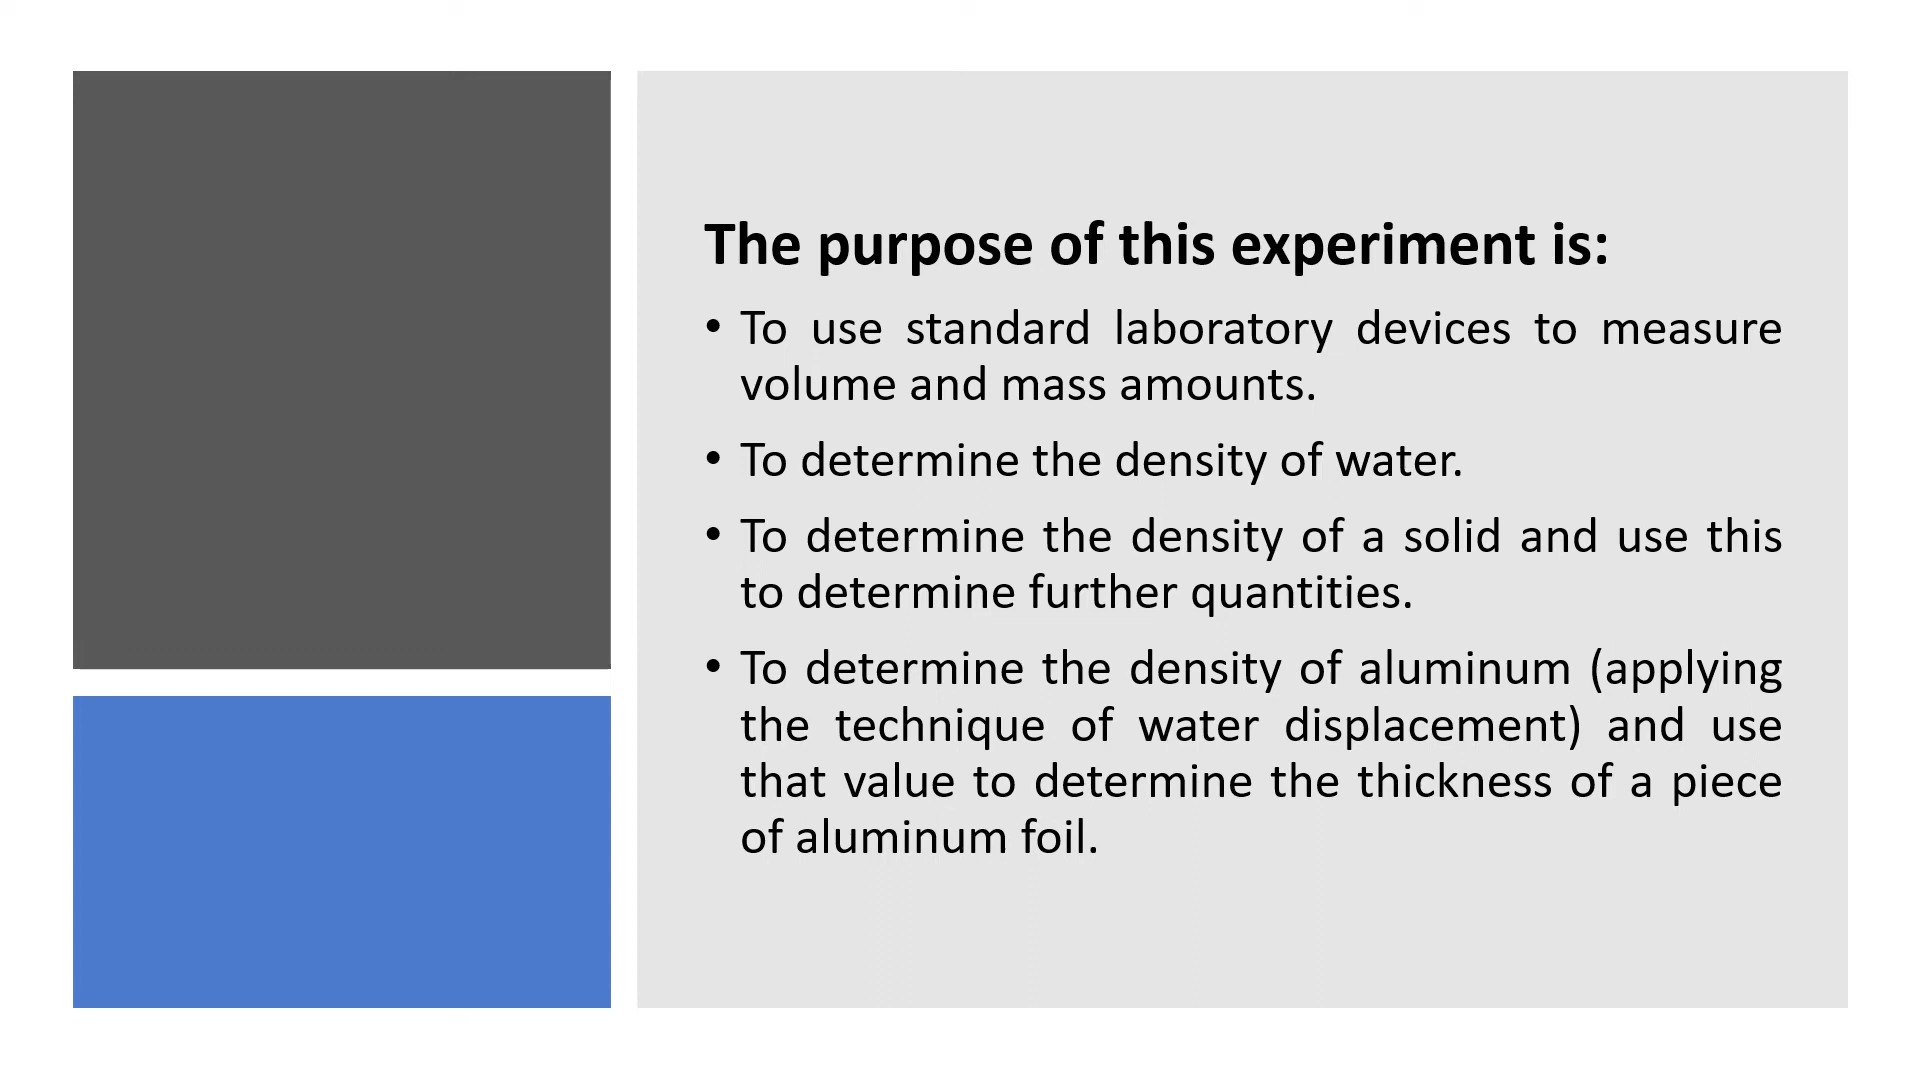 The purpose of this experiment is:
• To use standard laboratory devices to measure
volume and mass amounts.
• To determine the density of water.
• To determine the density of a solid and use this
to determine further quantities.
• To determine the density of aluminum (applying
the technique of water displacement) and use
that value to determine the thickness of a piece
of aluminum foil.